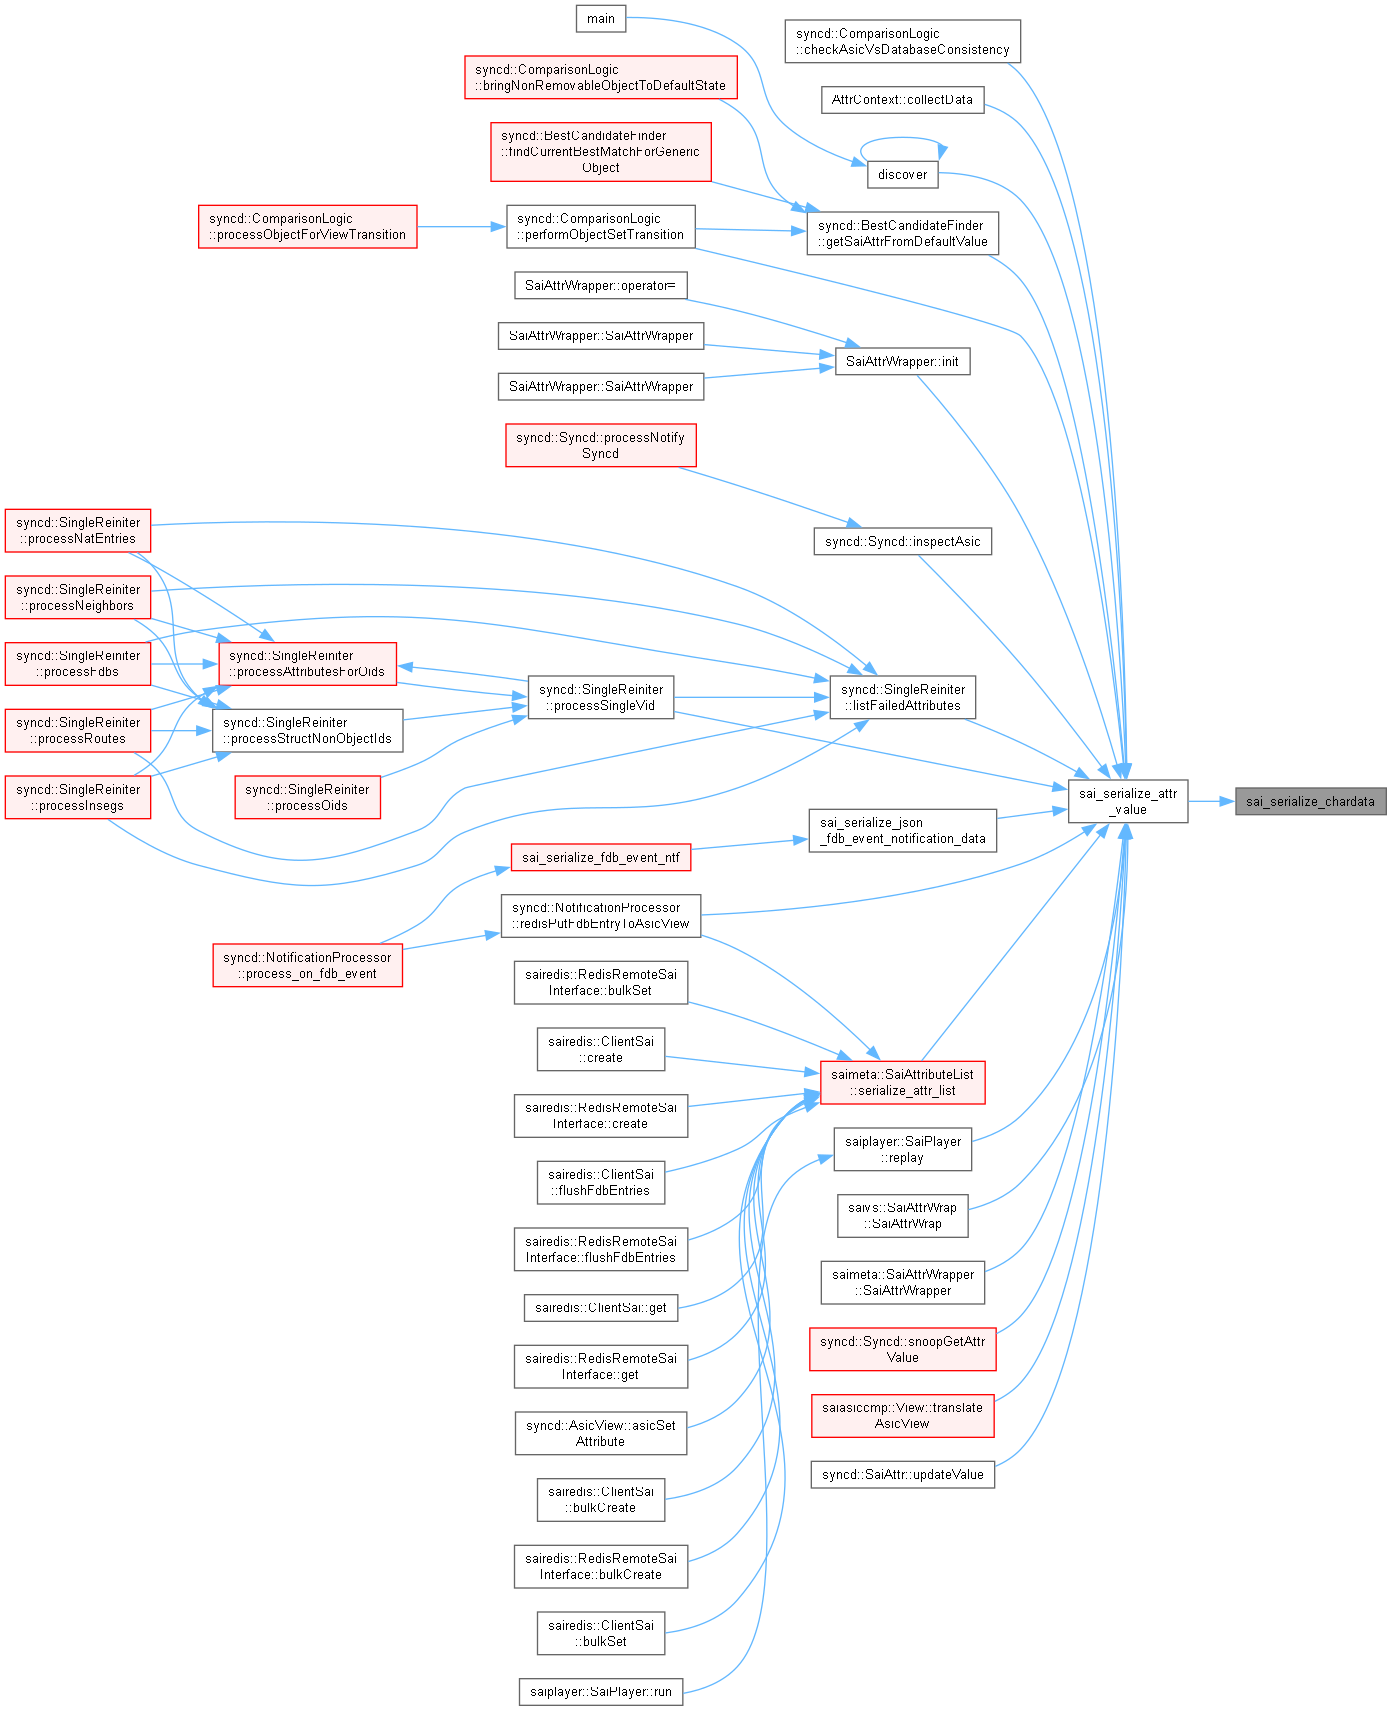 main
syncd::ComparisonLogic
::checkAsicVsDatabaseConsistency
syncd::ComparisonLogic
::bringNonRemovableObjectToDefaultState
AttrContext::collectData
syncd::BestCandidateFinder
::findCurrentBestMatchForGeneric
Object
discover
syncd::ComparisonLogic
::processObjectForViewTransition
syncd::ComparisonLogic
::performObjectSetTransition
syncd::BestCandidateFinder
::getSaiAttrFromDefaultValue
SaiAttrWrapper::operator=
SaiAttrWrapper::SaiAttrWrapper
SaiAttrWrapper::init
SaiAttrWrapper::SaiAttrWrapper
syncd::Syncd::processNotify
Syncd
syncd::Syncd::inspectAsic
syncd::SingleReiniter
::processNatEntries
syncd::SingleReiniter
::processNeighbors
syncd::SingleReiniter
::processFdbs
syncd::SingleReiniter
::processAttributesForOids
syncd::SingleReiniter
::processSingleVid
syncd::SingleReiniter
::listFailedAttributes
syncd::SingleReiniter
::processRoutes
syncd::SingleReiniter
::processStructNonObjectIds
syncd::SingleReiniter
::processInsegs
syncd::SingleReiniter
::processOids
sai_serialize_attr
_value
sai_serialize_chardata
sai_serialize_json
_fdb_event_notification_data
sai_serialize_fdb_event_ntf
syncd::NotificationProcessor
::redisPutFdbEntryToAsicView
syncd::NotificationProcessor
::process_on_fdb_event
sairedis::RedisRemoteSai
Interface::bulkSet
sairedis::ClientSai
::create
saimeta::SaiAttributeList
::serialize_attr_list
sairedis::RedisRemoteSai
Interface::create
saiplayer::SaiPlayer
::replay
sairedis::ClientSai
::flushFdbEntries
saivs::SaiAttrWrap
::SaiAttrWrap
sairedis::RedisRemoteSai
Interface::flushFdbEntries
saimeta::SaiAttrWrapper
::SaiAttrWrapper
sairedis::ClientSai::get
syncd::Syncd::snoopGetAttr
Value
sairedis::RedisRemoteSai
Interface::get
saiasiccmp::View::translate
AsicView
syncd::AsicView::asicSet
Attribute
syncd::SaiAttr::updateValue
sairedis::ClientSai
::bulkCreate
sairedis::RedisRemoteSai
Interface::bulkCreate
sairedis::ClientSai
::bulkSet
saiplayer::SaiPlayer::run